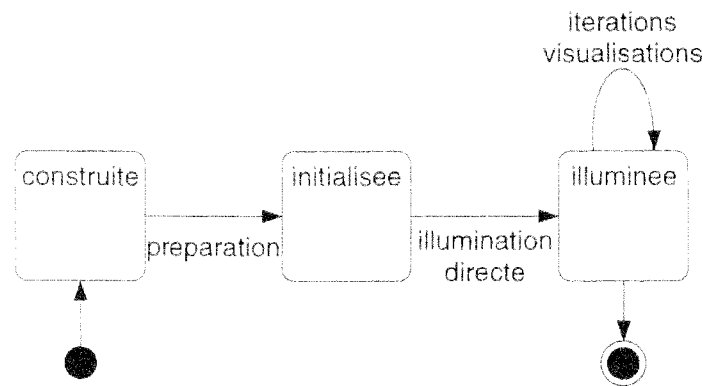 iterations
visualisations
construite
initialisee
illuminee
preparation
illumination
directe